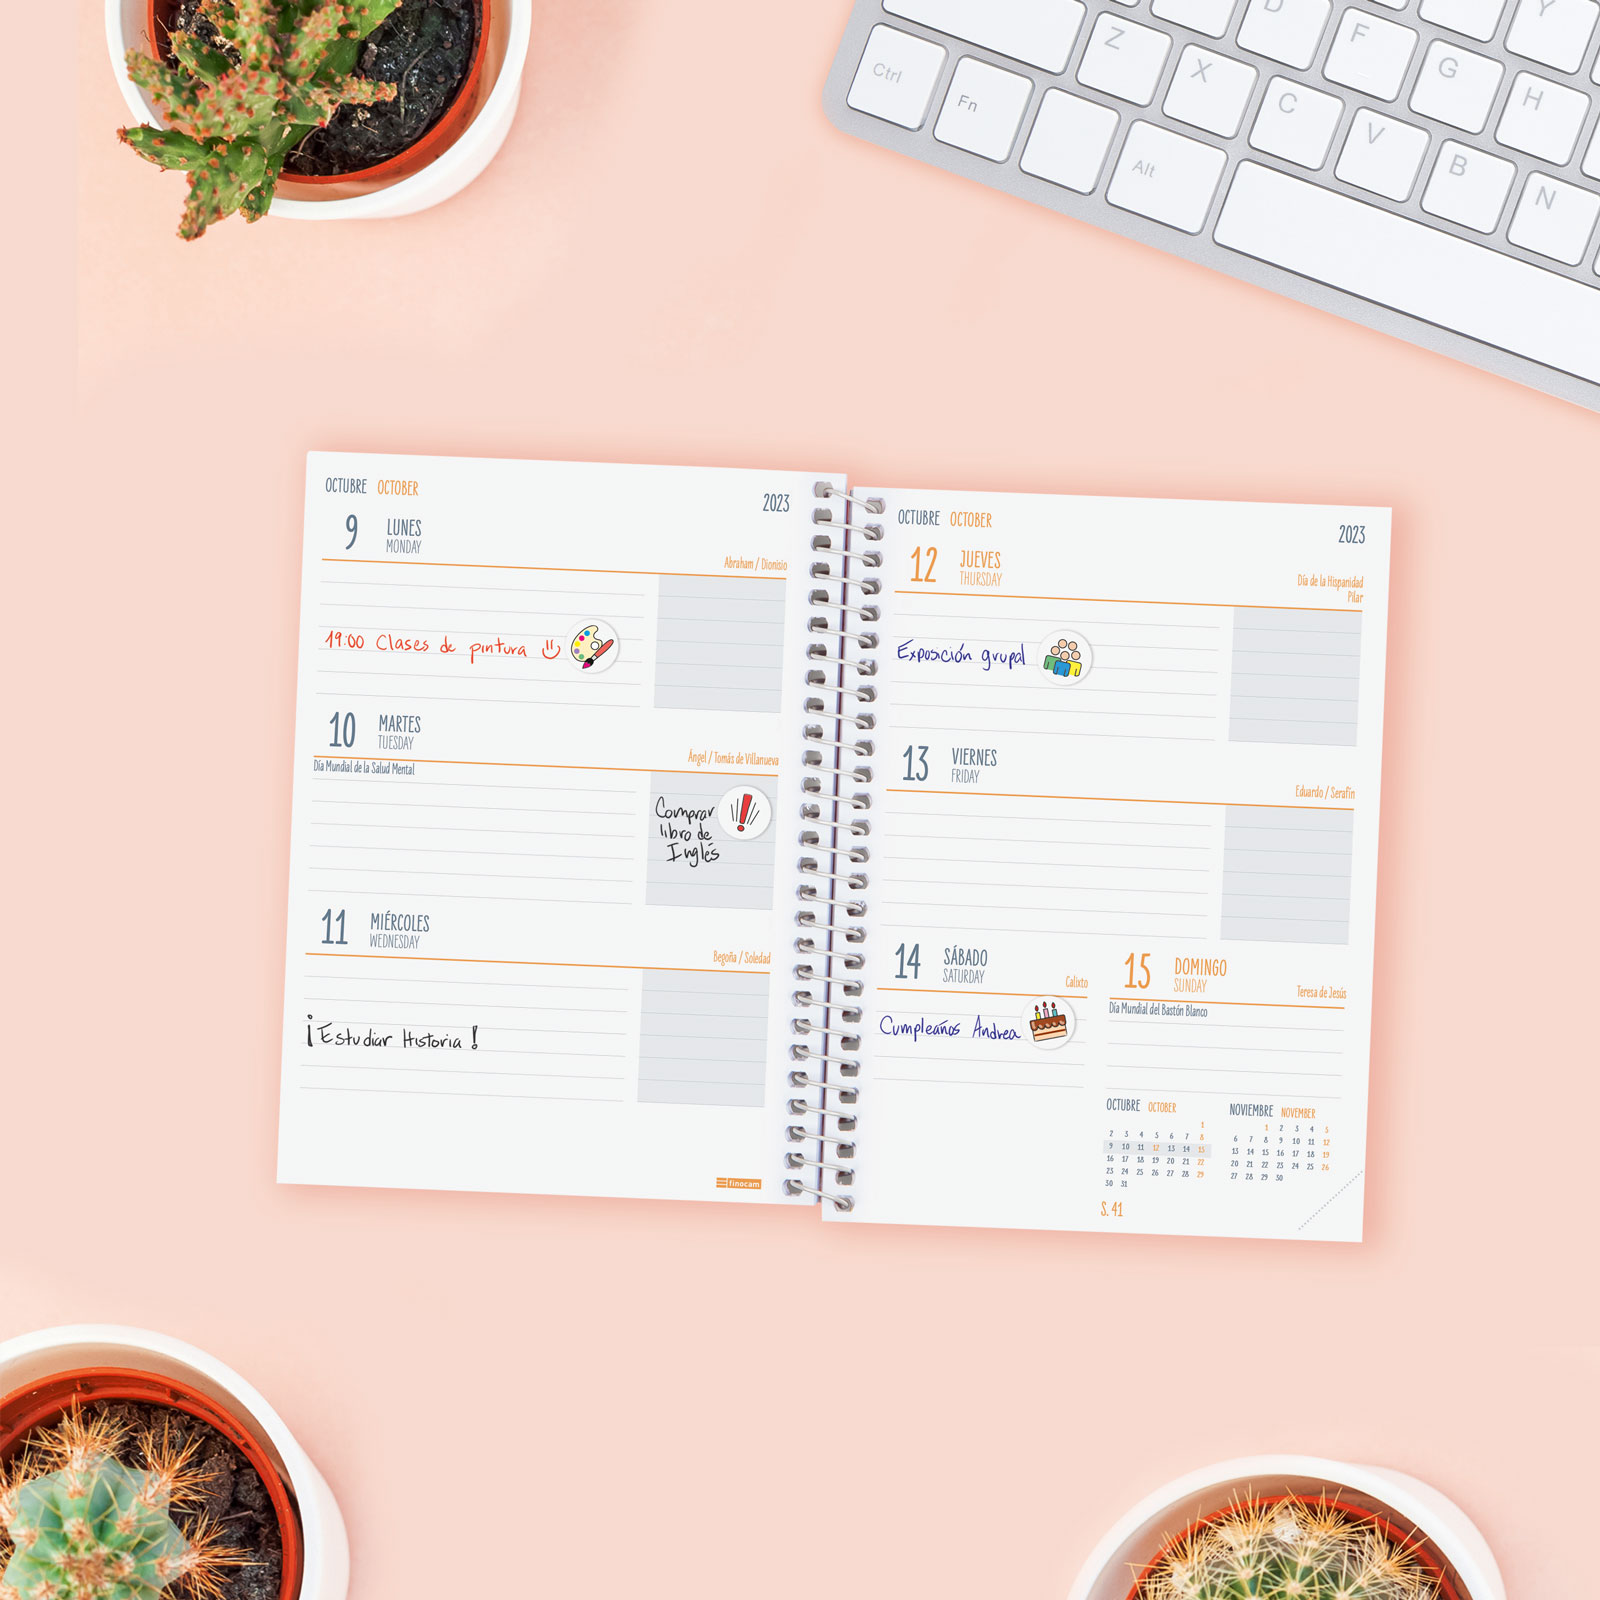 D F Y
Z X C G H
Ctrl Fn Alt V B N
OCTUBRE OCTOBER
2023
9 LUNES
MONDAY
Abraham / Dionisio
19:00 Clases de pintura
10 MARTES
TUESDAY
Ángel / Tomás de Villanueva
Día Mundial de la Salud Mental
Comprar
libro de
Inglés
11 MIÉRCOLES
WEDNESDAY
Begoña / Soledad
¡Estudiar Historia!
finocam
OCTUBRE OCTOBER
2023
12 JUEVES
THURSDAY
Día de la Hispanidad
Pilar
Exposición grupal
13 VIERNES
FRIDAY
Eduardo / Serafín
14 SÁBADO
SATURDAY
Calixto
Cumpleaños Andrea
15 DOMINGO
SUNDAY
Teresa de Jesús
Día Mundial del Bastón Blanco
OCTUBRE OCTOBER
1
2 3 4 5 6 7 8
9 10 11 12 13 14 15
16 17 18 19 20 21 22
23 24 25 26 27 28 29
30 31
NOVIEMBRE NOVEMBER
1 2 3 4 5
6 7 8 9 10 11 12
13 14 15 16 17 18 19
20 21 22 23 24 25 26
27 28 29 30
S. 41